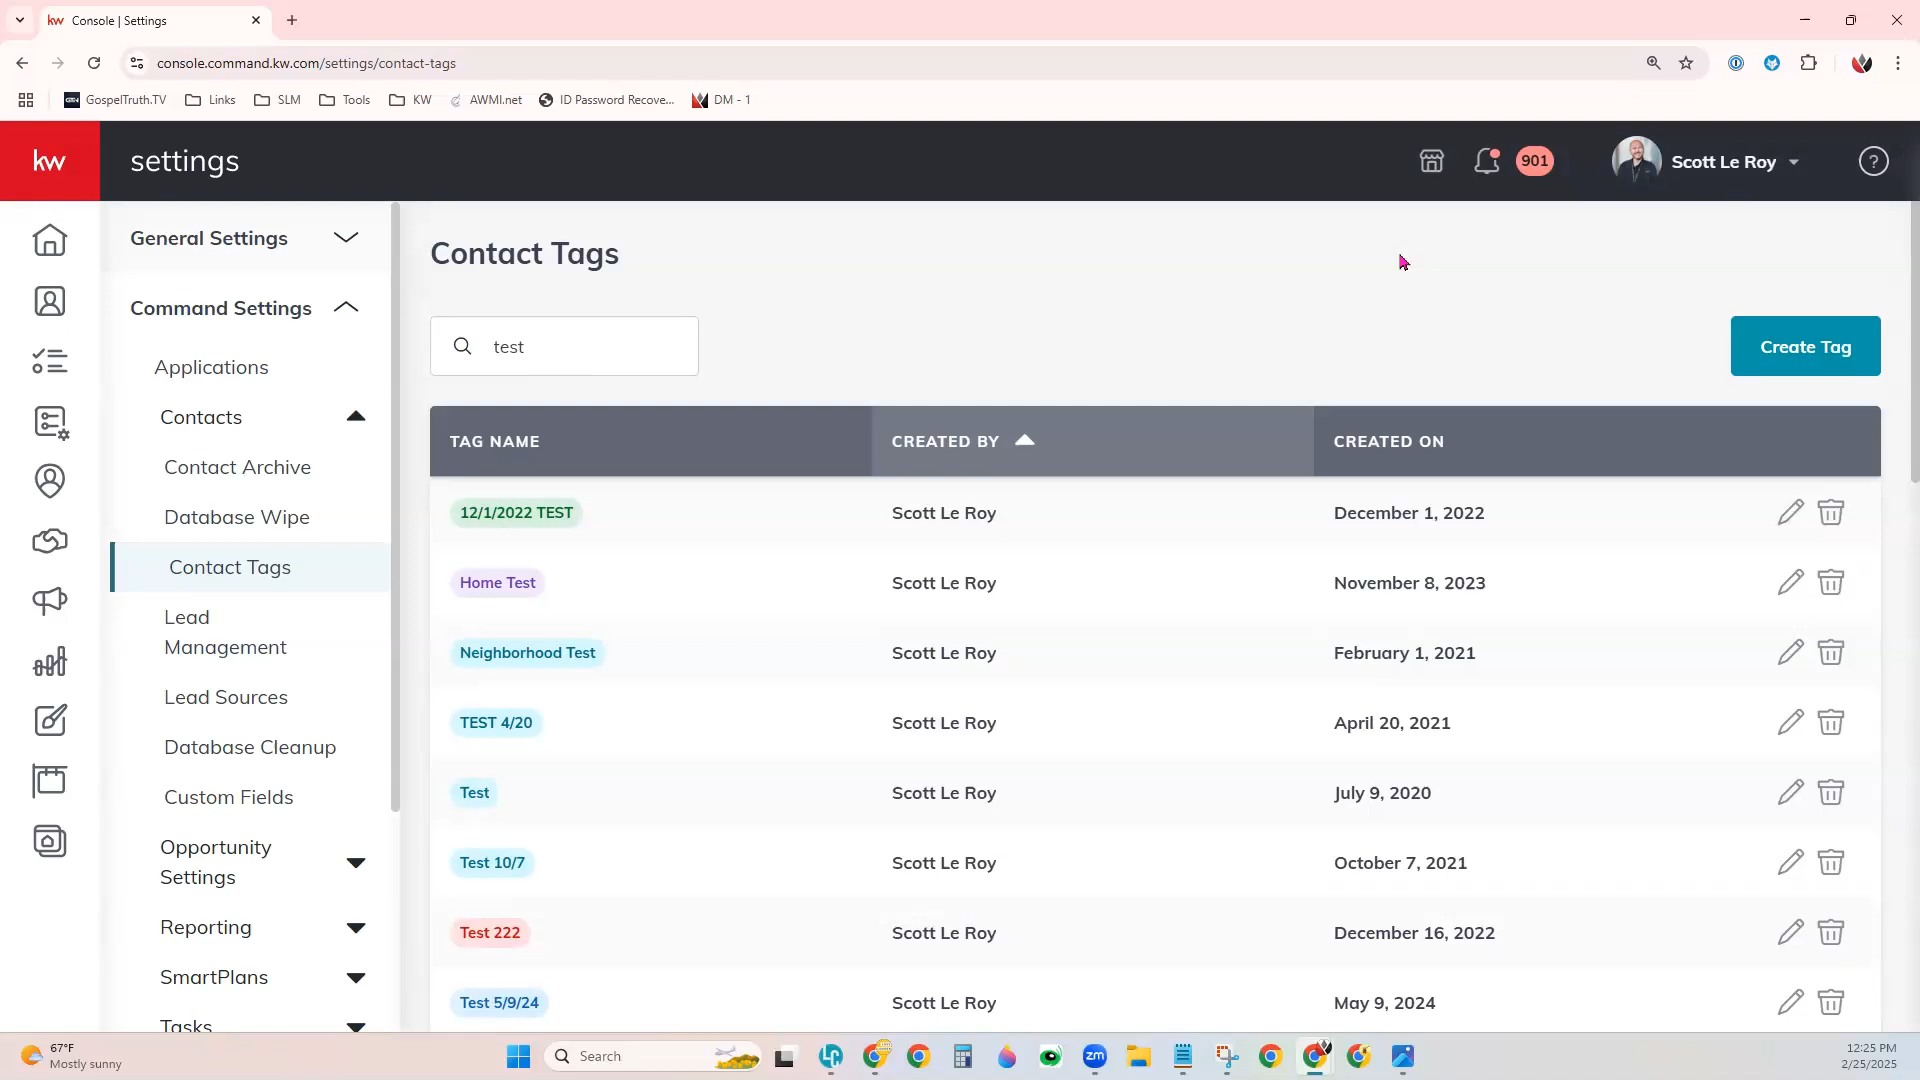 Console | Settings
console.command.kw.com/settings/contact-tags
GospelTruth.TV Links SLM Tools KW AWMI.net ID Password Recove... DM - 1
kw settings 901 Scott Le Roy ?
General Settings
Command Settings
Applications
Contacts
Contact Archive
Database Wipe
Contact Tags
Lead
Management
Lead Sources
Database Cleanup
Custom Fields
Opportunity
Settings
Reporting
SmartPlans
Tasks
Contact Tags
test
Create Tag
TAG NAME CREATED BY CREATED ON
12/1/2022 TEST Scott Le Roy December 1, 2022
Home Test Scott Le Roy November 8, 2023
Neighborhood Test Scott Le Roy February 1, 2021
TEST 4/20 Scott Le Roy April 20, 2021
Test Scott Le Roy July 9, 2020
Test 10/7 Scott Le Roy October 7, 2021
Test 222 Scott Le Roy December 16, 2022
Test 5/9/24 Scott Le Roy May 9, 2024
67°F
Mostly sunny
Search
zm
12:25 PM
2/25/2025